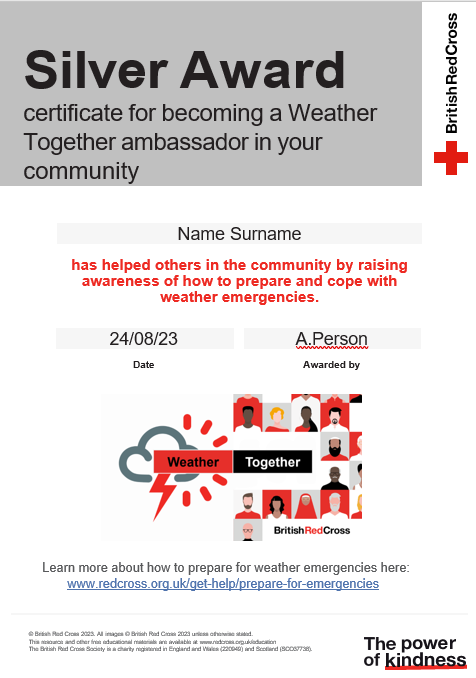 Silver Award
certificate for becoming a Weather
Together ambassador in your
community
BritishRedCross
Name Surname
has helped others in the community by raising
awareness of how to prepare and cope with
weather emergencies.
24/08/23
A.Person
Date
Awarded by
Weather Together
BritishRedCross
Learn more about how to prepare for weather emergencies here:
www.redcross.org.uk/get-help/prepare-for-emergencies
© British Red Cross 2023. All images © British Red Cross 2023 unless otherwise stated.
This resource and other free educational materials are available at www.redcross.org.uk/education
The British Red Cross Society is a charity registered in England and Wales (220949) and Scotland (SC037738).
The power
of kindness